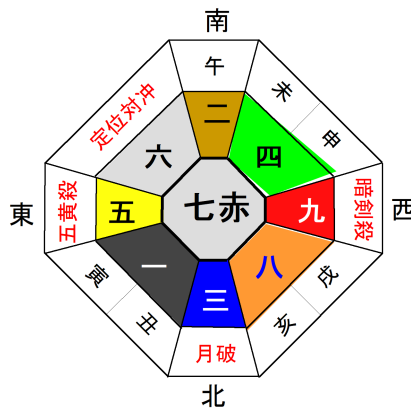 南
午
定位対冲
未
申
二
六
四
東
五黄殺
五
七赤
九
暗剣殺
西
一
八
三
寅
丑
戌
亥
月破
北